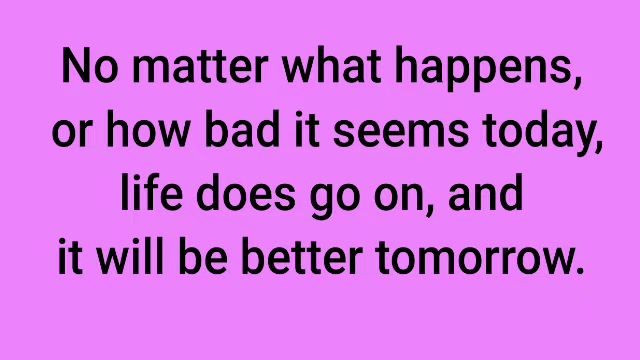 No matter what happens,
or how bad it seems today,
life does go on, and
it will be better tomorrow.